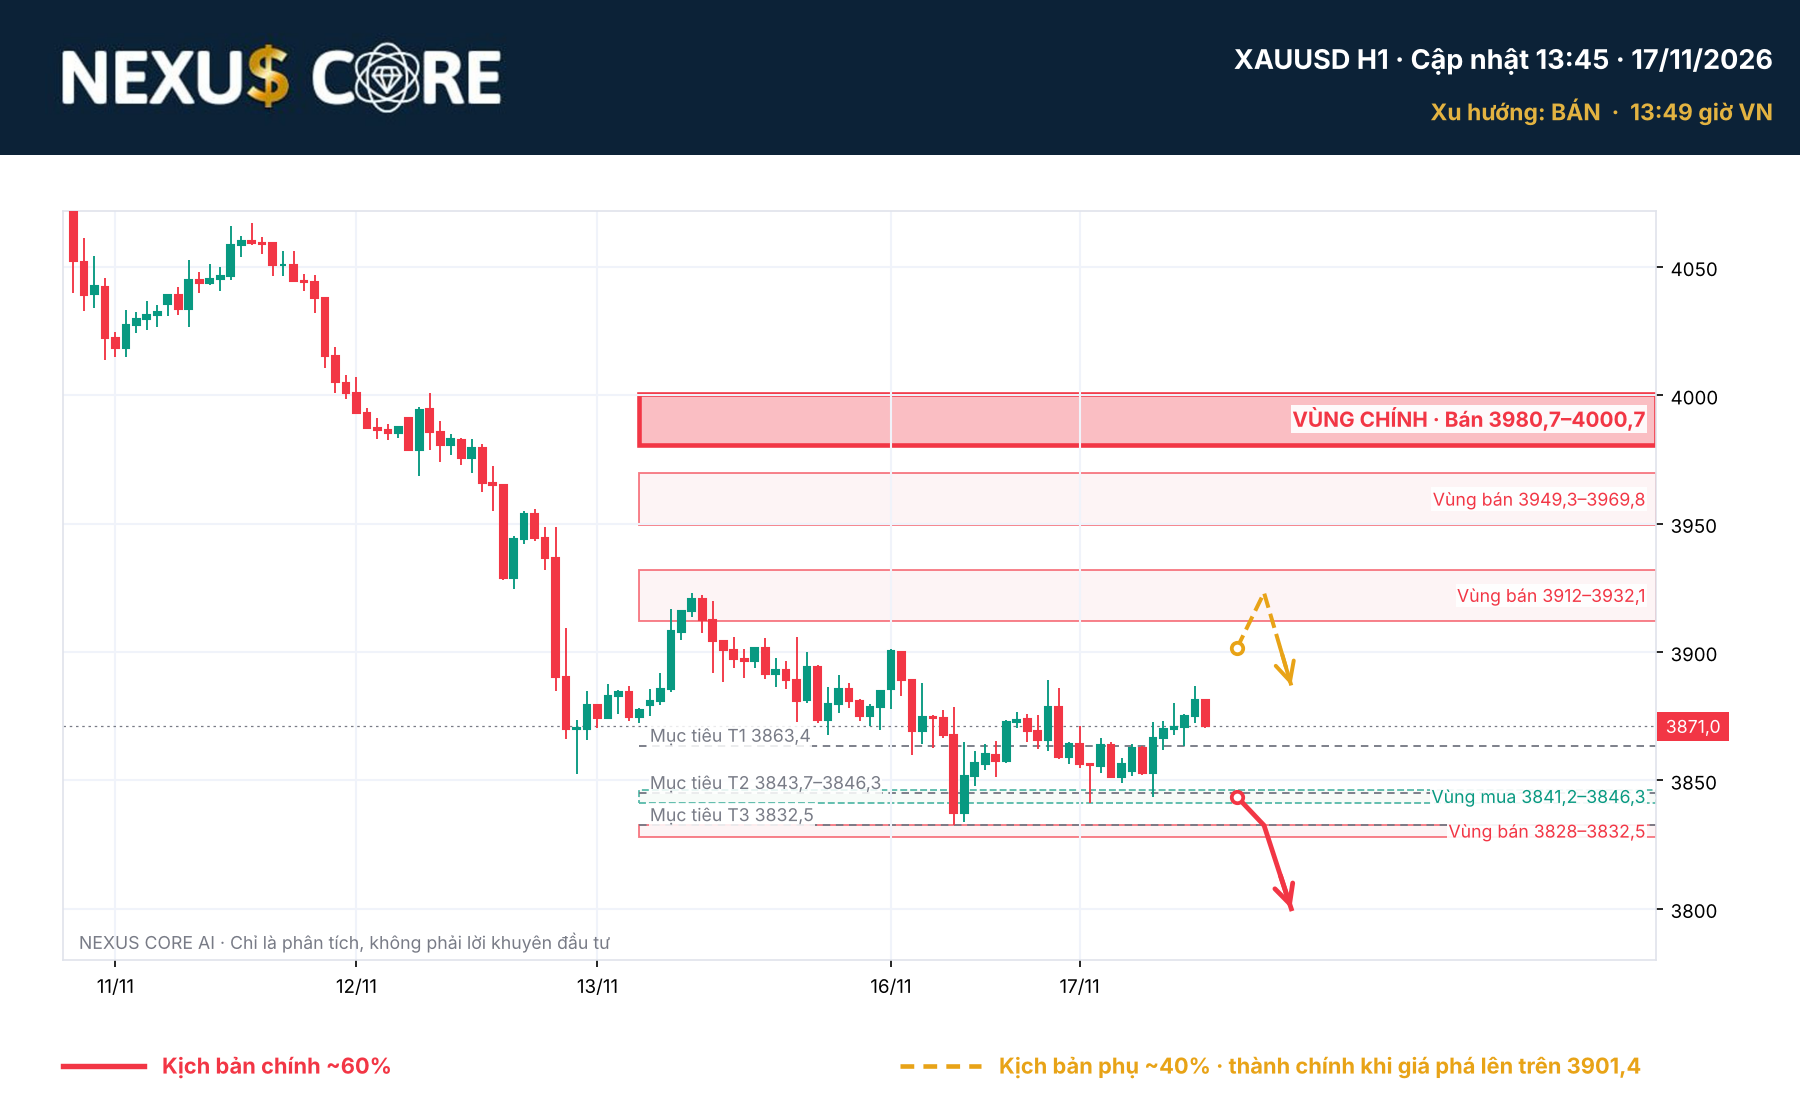 NEXU$ CORE
XAUUSD H1 · Cập nhật 13:45 · 17/11/2026
Xu hướng: BÁN · 13:49 giờ VN
4050
4000
VÙNG CHÍNH · Bán 3980,7–4000,7
Vùng bán 3949,3–3969,8
3950
Vùng bán 3912–3932,1
3900
3871,0
Mục tiêu T1 3863,4
Mục tiêu T2 3843,7–3846,3
3850
Vùng mua 3841,2–3846,3
Mục tiêu T3 3832,5
Vùng bán 3828–3832,5
3800
NEXUS CORE AI · Chỉ là phân tích, không phải lời khuyên đầu tư
11/11
12/11
13/11
16/11
17/11
Kịch bản chính ~60%
Kịch bản phụ ~40% · thành chính khi giá phá lên trên 3901,4